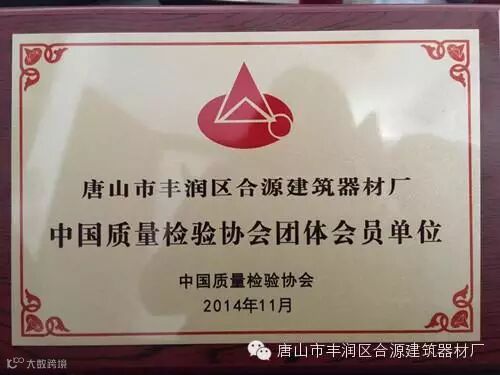 唐山市丰润区合源建筑器材厂
中国质量检验协会团体会员单位
中国质量检验协会
2014年11月
唐山市丰润区合源建筑器材厂
大数跨境